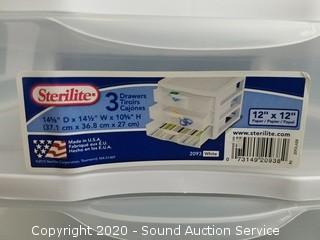 Sterilite®
3 Drawers
Tiroirs
Cajones
14⅝" D x 14½" W x 10⅝" H
(37.1 cm x 36.8 cm x 27 cm)
Made in U.S.A.
Fabriqué aux É.U.
Hecho en los E.U.A.
2093 White
12" x 12"
Paper / Papier / Papel
www.sterilite.com
0 73149 20938
Copyright 2020 - Sound Auction Service